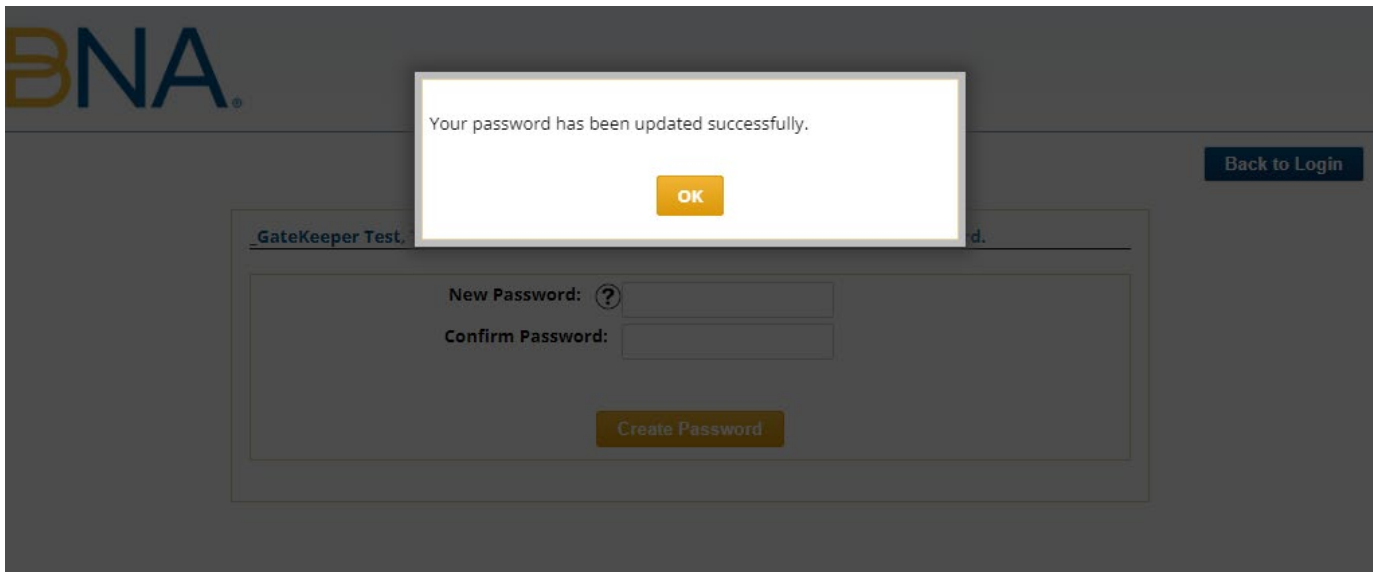 BNA®
Your password has been updated successfully.
OK
Back to Login
_GateKeeper Test,
rd.
New Password: ?
Confirm Password:
Create Password